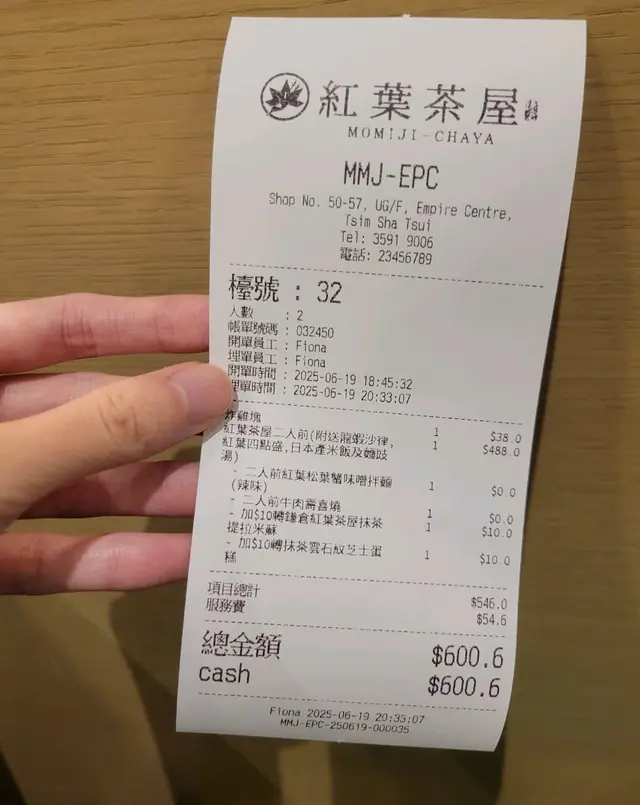 紅葉茶屋
MOMIJI-CHAYA
MMJ-EPC
Shop No. 50-57, UG/F, Empire Centre,
Tsim Sha Tsui
Tel: 3591 9006
電話: 23456789
檯號 : 32
人數 : 2
帳單號碼 : 032450
開單員工 : Fiona
埋單員工 : Fiona
開單時間 : 2025-06-19 18:45:32
埋單時間 : 2025-06-19 20:33:07
炸雞塊 1 $38.0
紅葉茶屋二人前(附送龍蝦沙律, 1 $488.0
紅葉四點盛,日本產米飯及麵豉
湯)
- 二人前紅葉松葉蟹味噌拌麵 1 $0.0
(辣味)
- 二人前牛肉壽喜燒 1 $0.0
- 加$10轉鎌倉紅葉茶屋抹茶 1 $10.0
提拉米蘇
- 加$10轉抹茶雲石紋芝士蛋 1 $10.0
糕
項目總計 $546.0
服務費 $54.6
總金額 $600.6
cash $600.6
Fiona 2025-06-19 20:33:07
MMJ-EPC-250619-000035